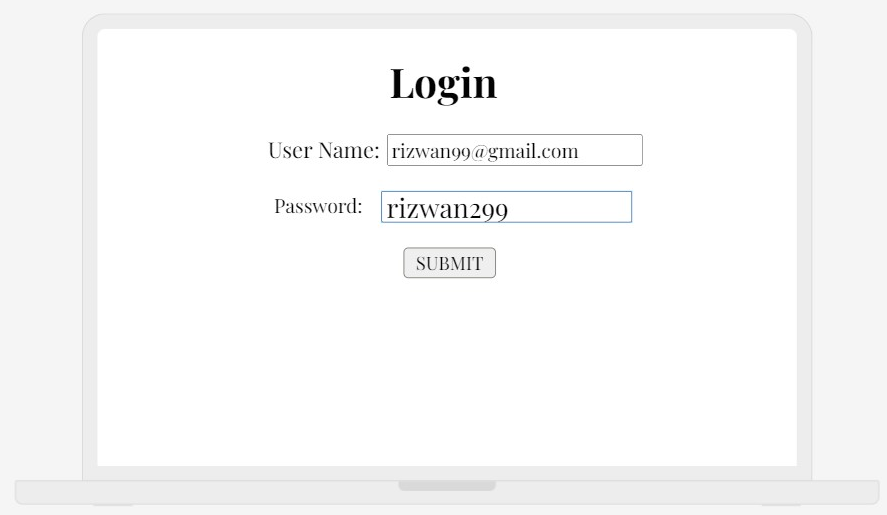 Login
User Name: rizwan99@gmail.com
Password: rizwan299
SUBMIT